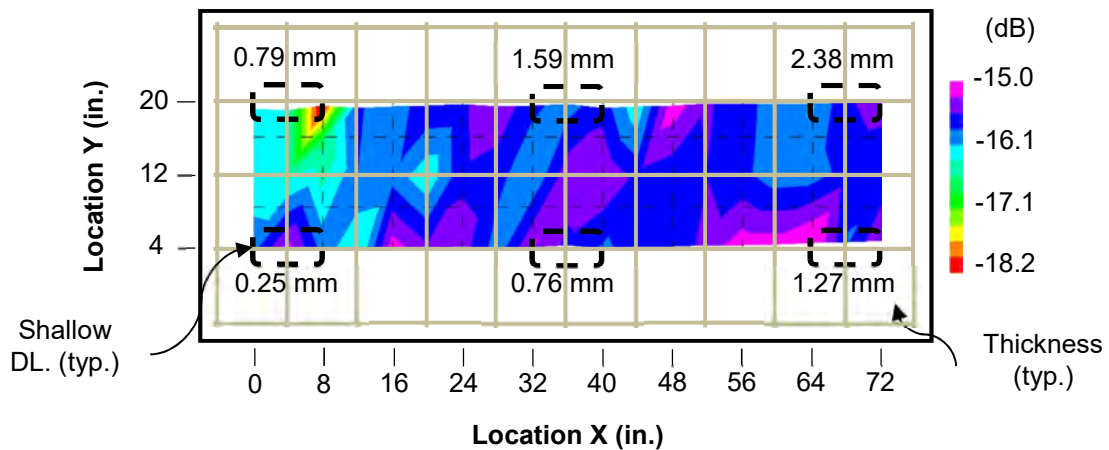 (dB)
0.79 mm
1.59 mm
2.38 mm
-15.0
-16.1
-17.1
-18.2
Location Y (in.)
20
12
4
0.25 mm
0.76 mm
1.27 mm
Shallow
DL. (typ.)
Thickness
(typ.)
0 8 16 24 32 40 48 56 64 72
Location X (in.)